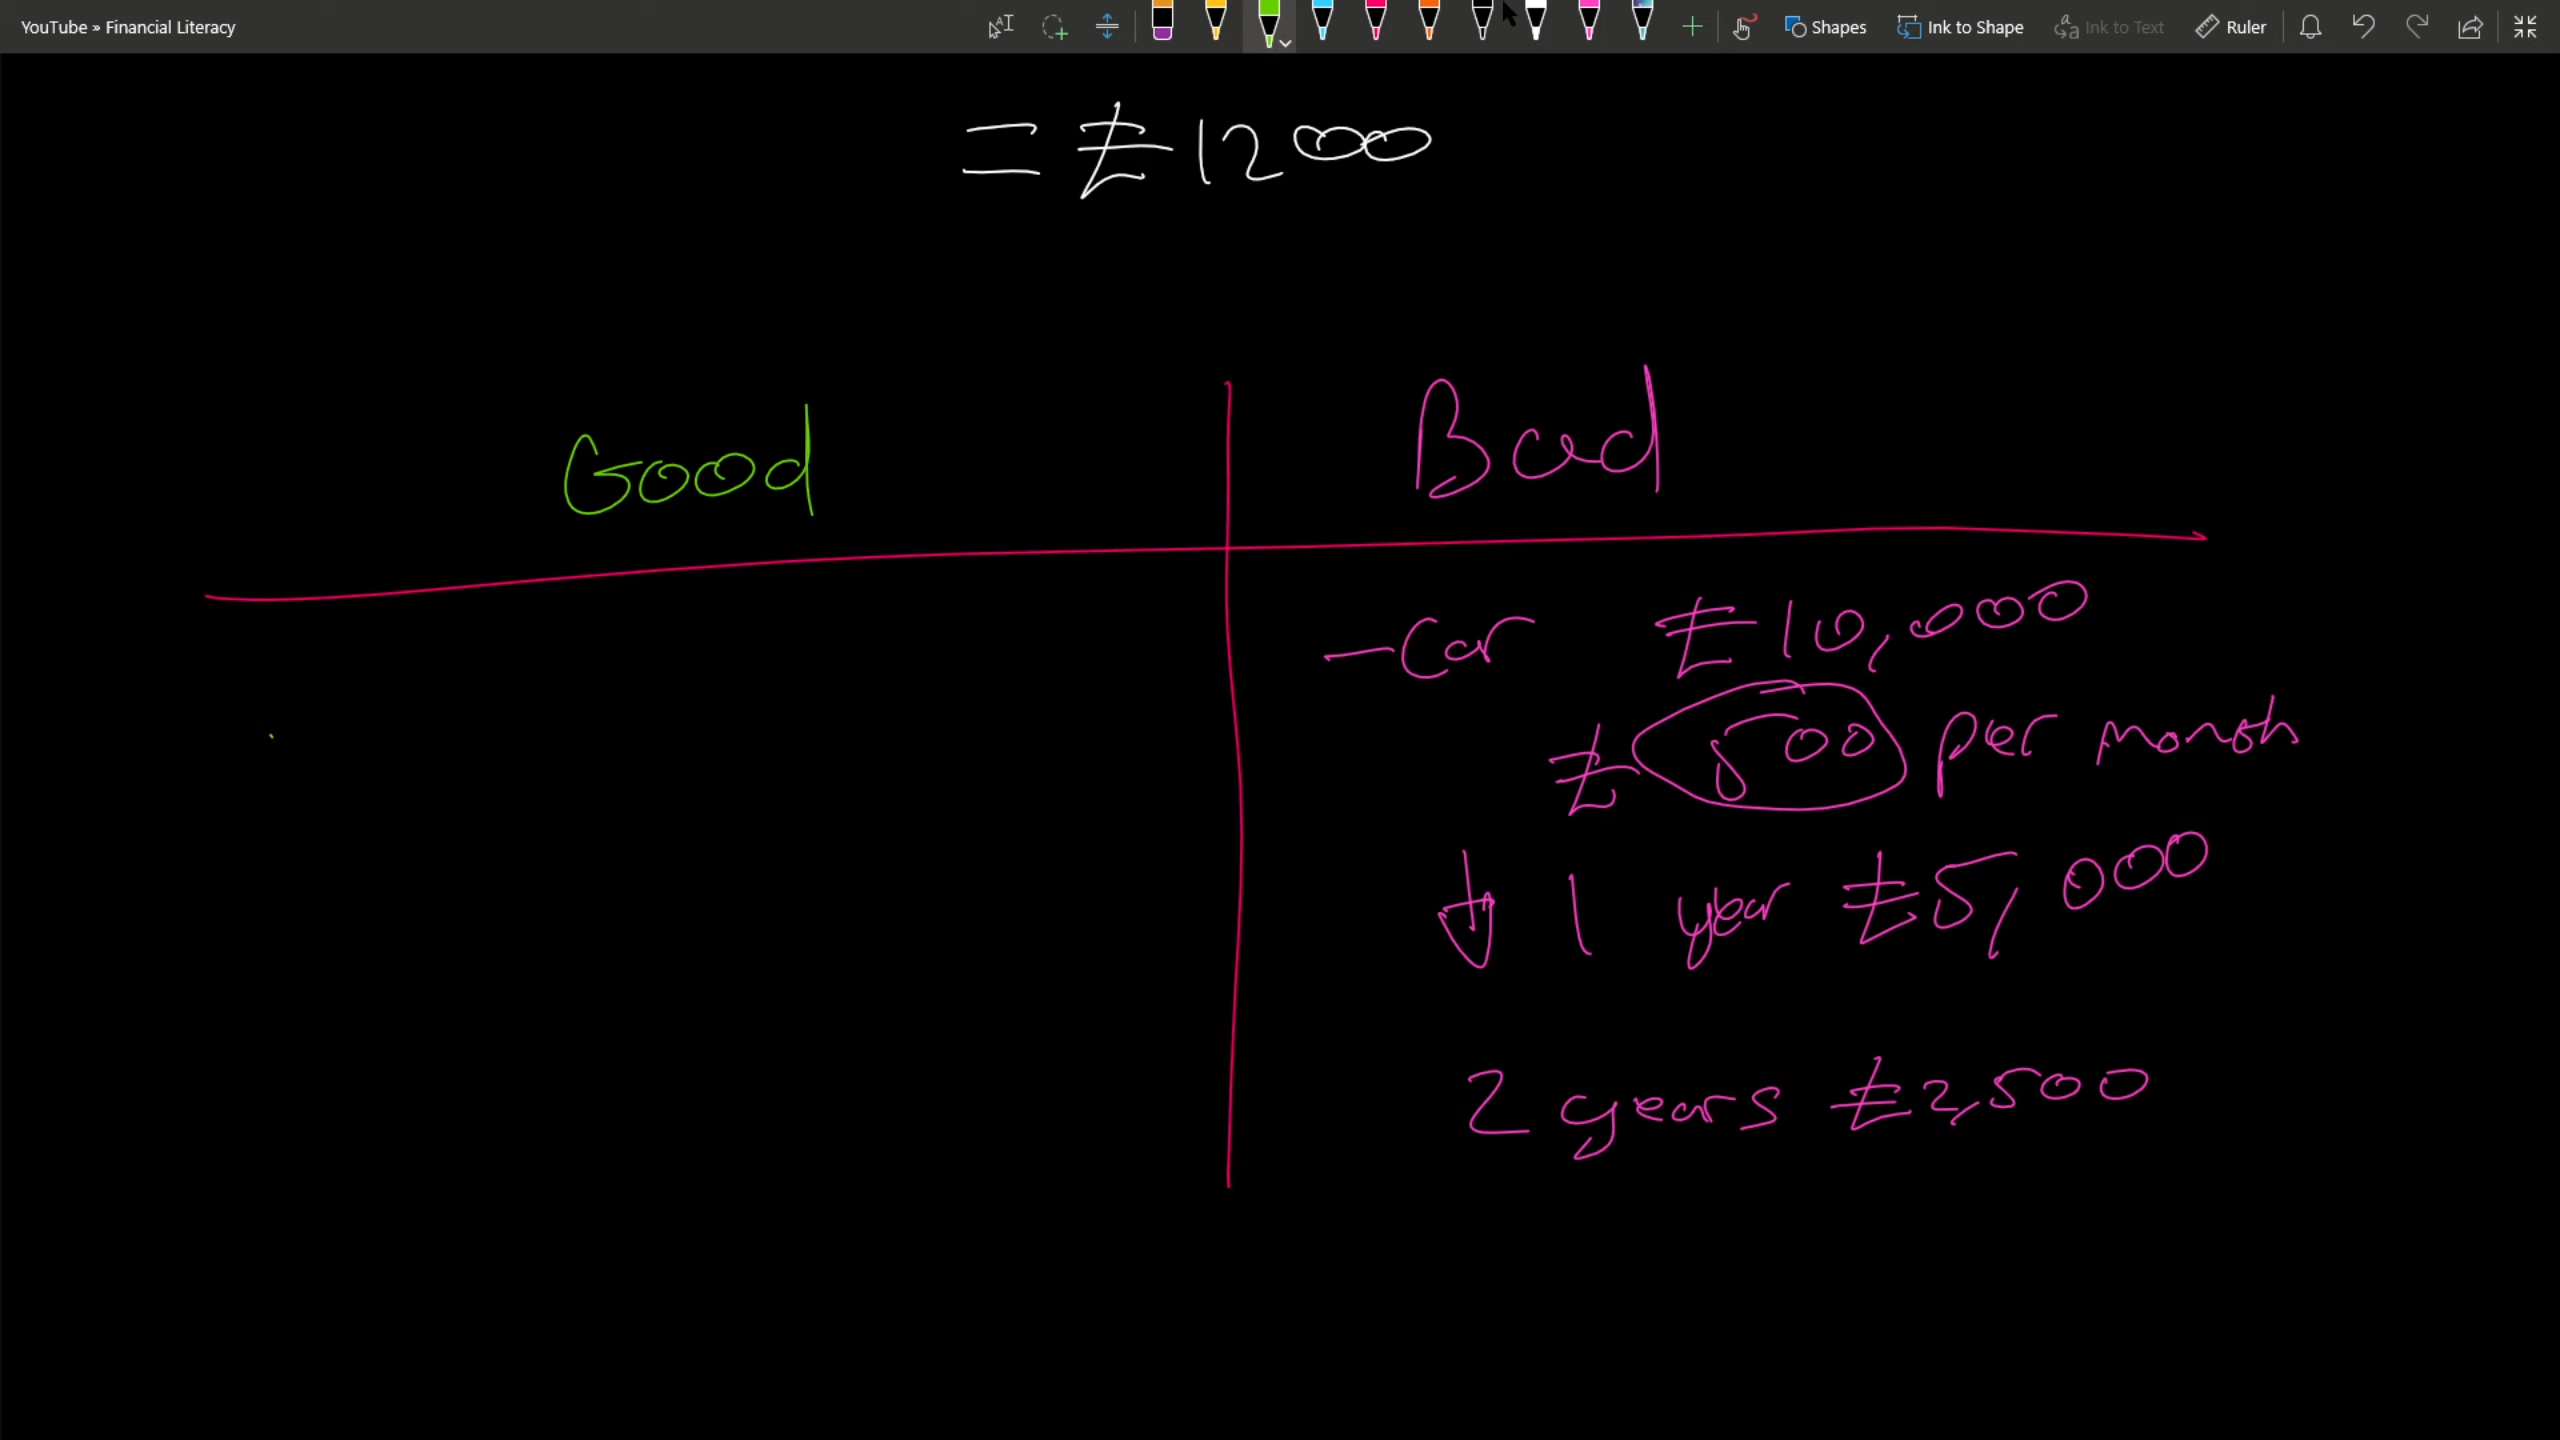 YouTube » Financial Literacy
Shapes
Ink to Shape
Ink to Text
Ruler
= £1200
Good
Bad
- Car £10,000
£500 per month
1 year £5,000
2 years £2,500